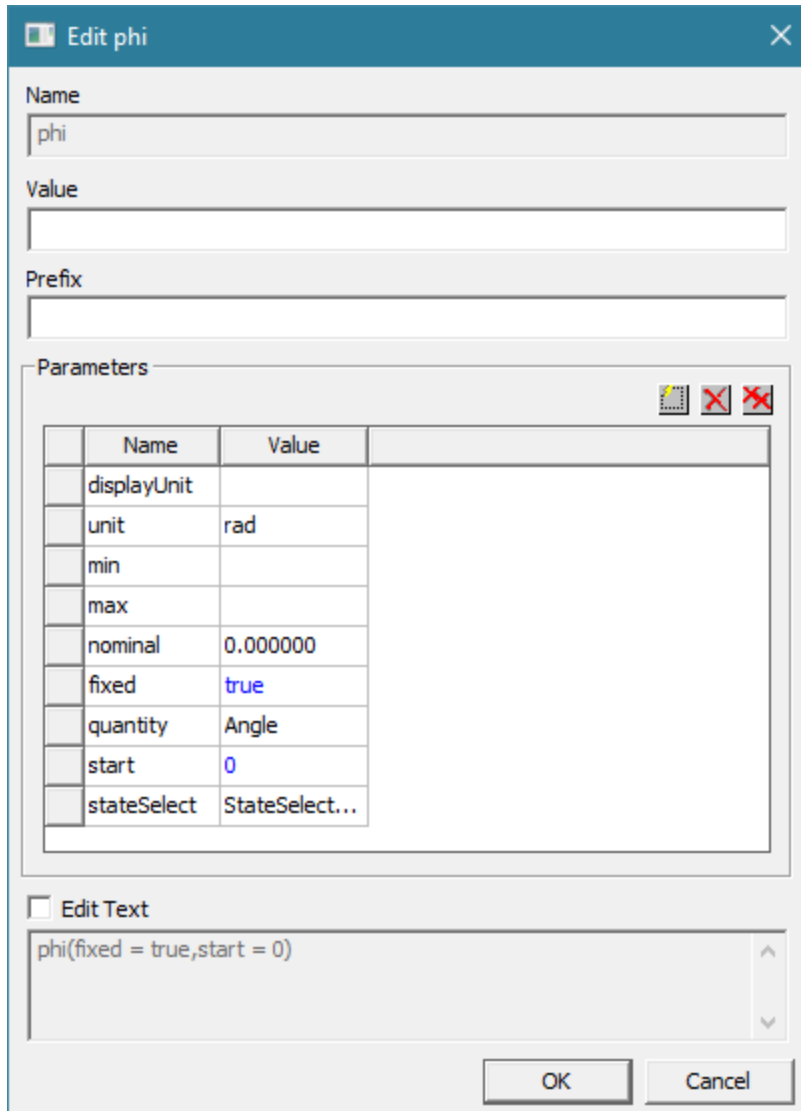 Edit phi
Name
phi
Value
Prefix
Parameters
Name Value
displayUnit
unit rad
min
max
nominal 0.000000
fixed true
quantity Angle
start 0
stateSelect StateSelect...
Edit Text
phi(fixed = true,start = 0)
OK Cancel